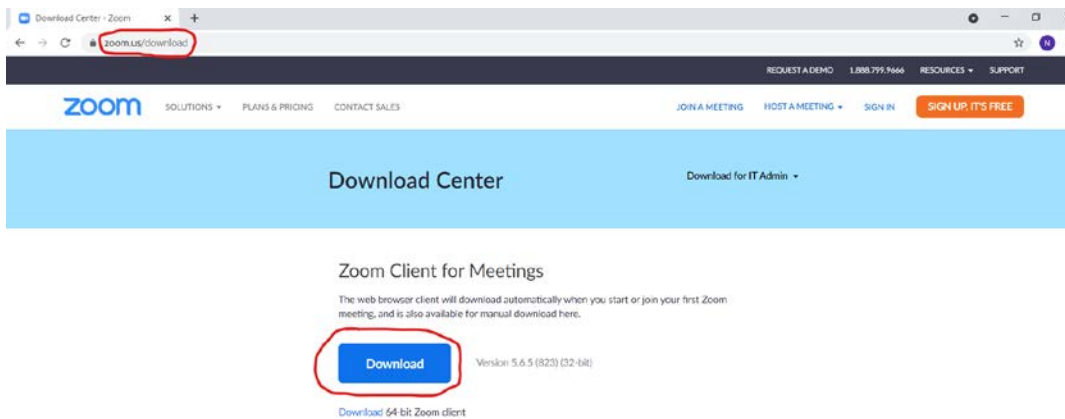 Download Center - Zoom
zoom.us/download
N
REQUEST A DEMO 1.888.799.9666 RESOURCES SUPPORT
zoom SOLUTIONS PLANS & PRICING CONTACT SALES JOIN A MEETING HOST A MEETING SIGN IN SIGN UP, IT'S FREE
Download Center Download for IT Admin
Zoom Client for Meetings
The web browser client will download automatically when you start or join your first Zoom
meeting, and is also available for manual download here.
Download Version 5.6.5 (823) (32-bit)
Download 64-bit Zoom client